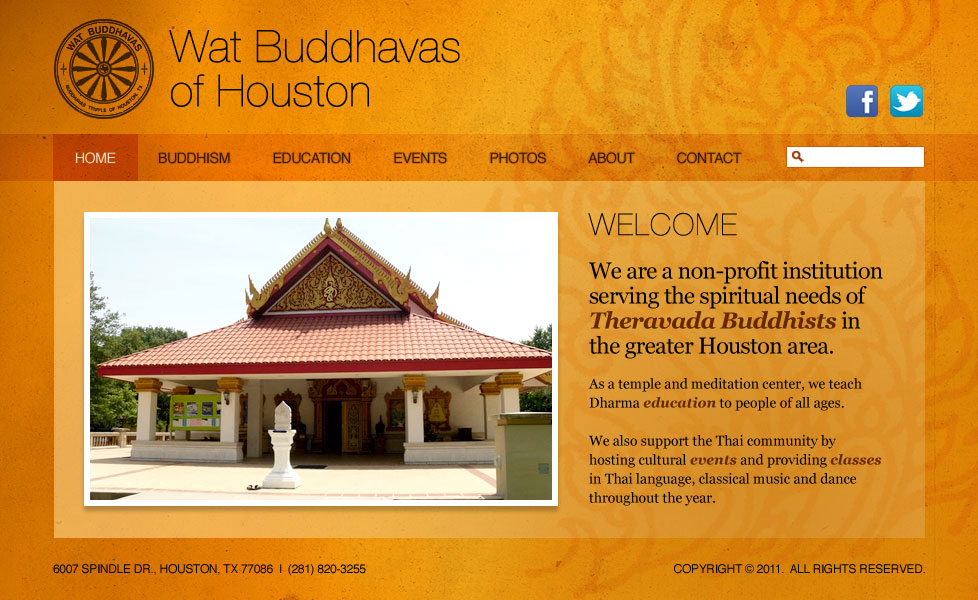 WAT BUDDHAVAS
BUDDHAVAS TEMPLE OF HOUSTON, TX
Wat Buddhavas
of Houston
f
HOME BUDDHISM EDUCATION EVENTS PHOTOS ABOUT CONTACT
WELCOME
We are a non-profit institution
serving the spiritual needs of
Theravada Buddhists in
the greater Houston area.
As a temple and meditation center, we teach
Dharma education to people of all ages.
We also support the Thai community by
hosting cultural events and providing classes
in Thai language, classical music and dance
throughout the year.
6007 SPINDLE DR., HOUSTON, TX 77086 | (281) 820-3255
COPYRIGHT © 2011. ALL RIGHTS RESERVED.